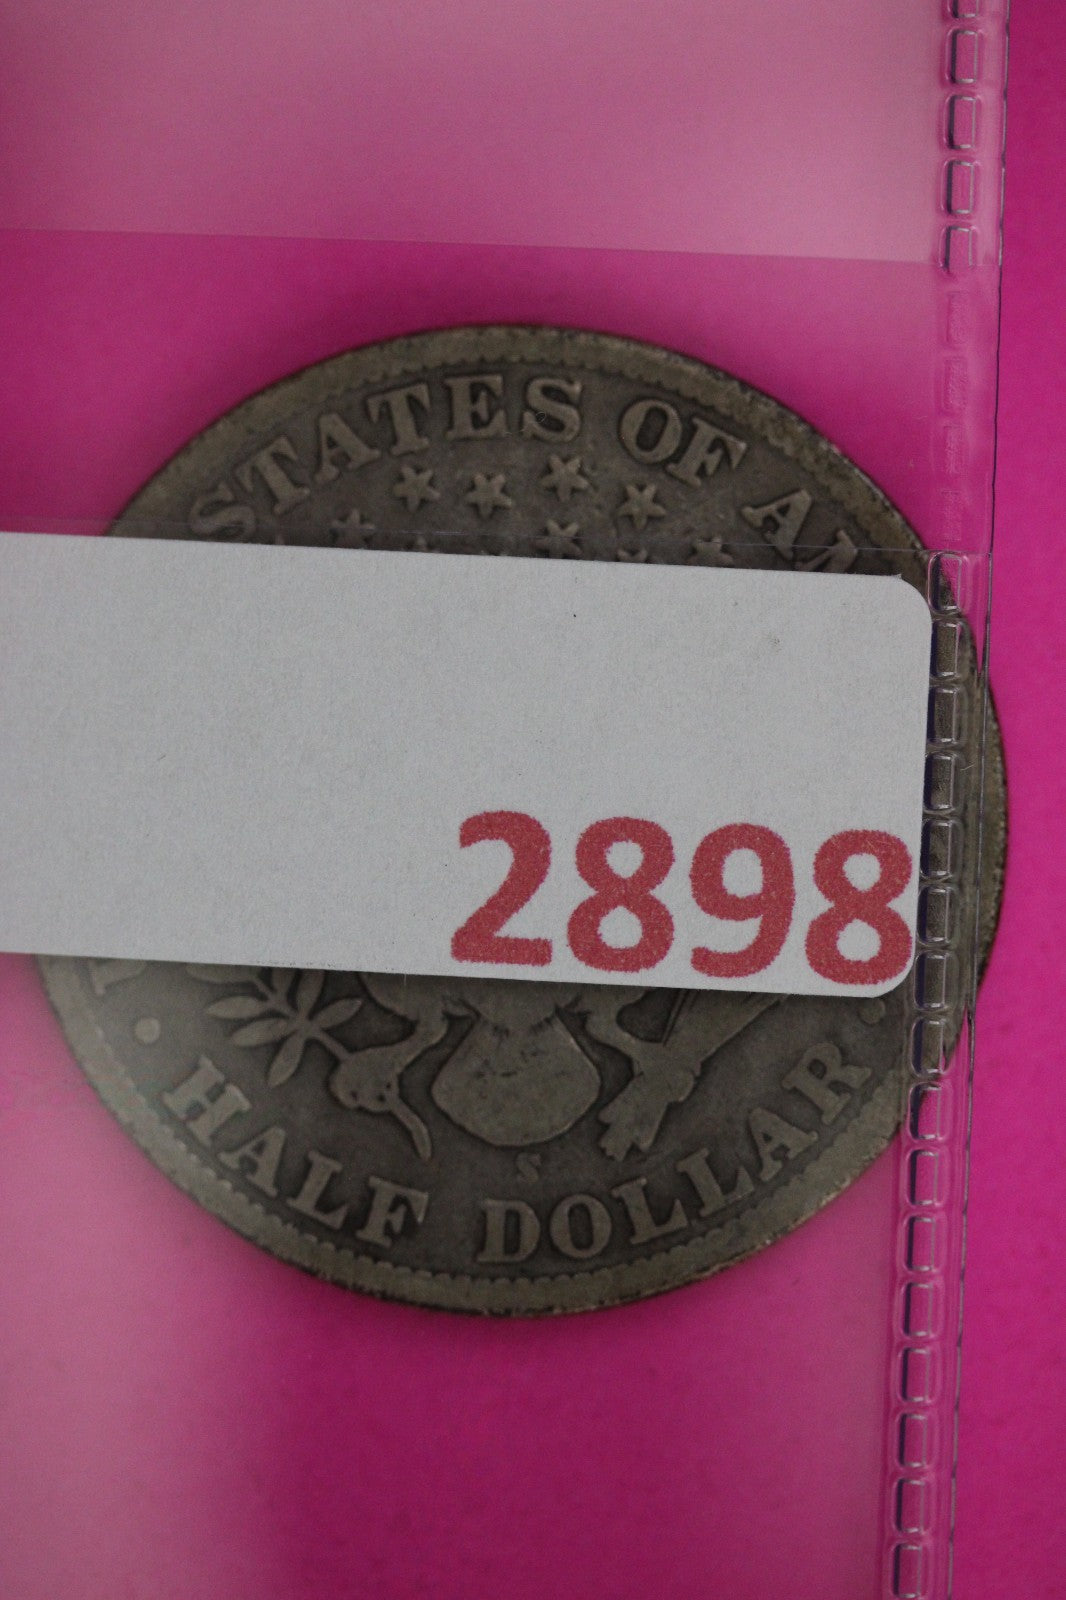 STATES OF AM
2898
S
HALF DOLLAR